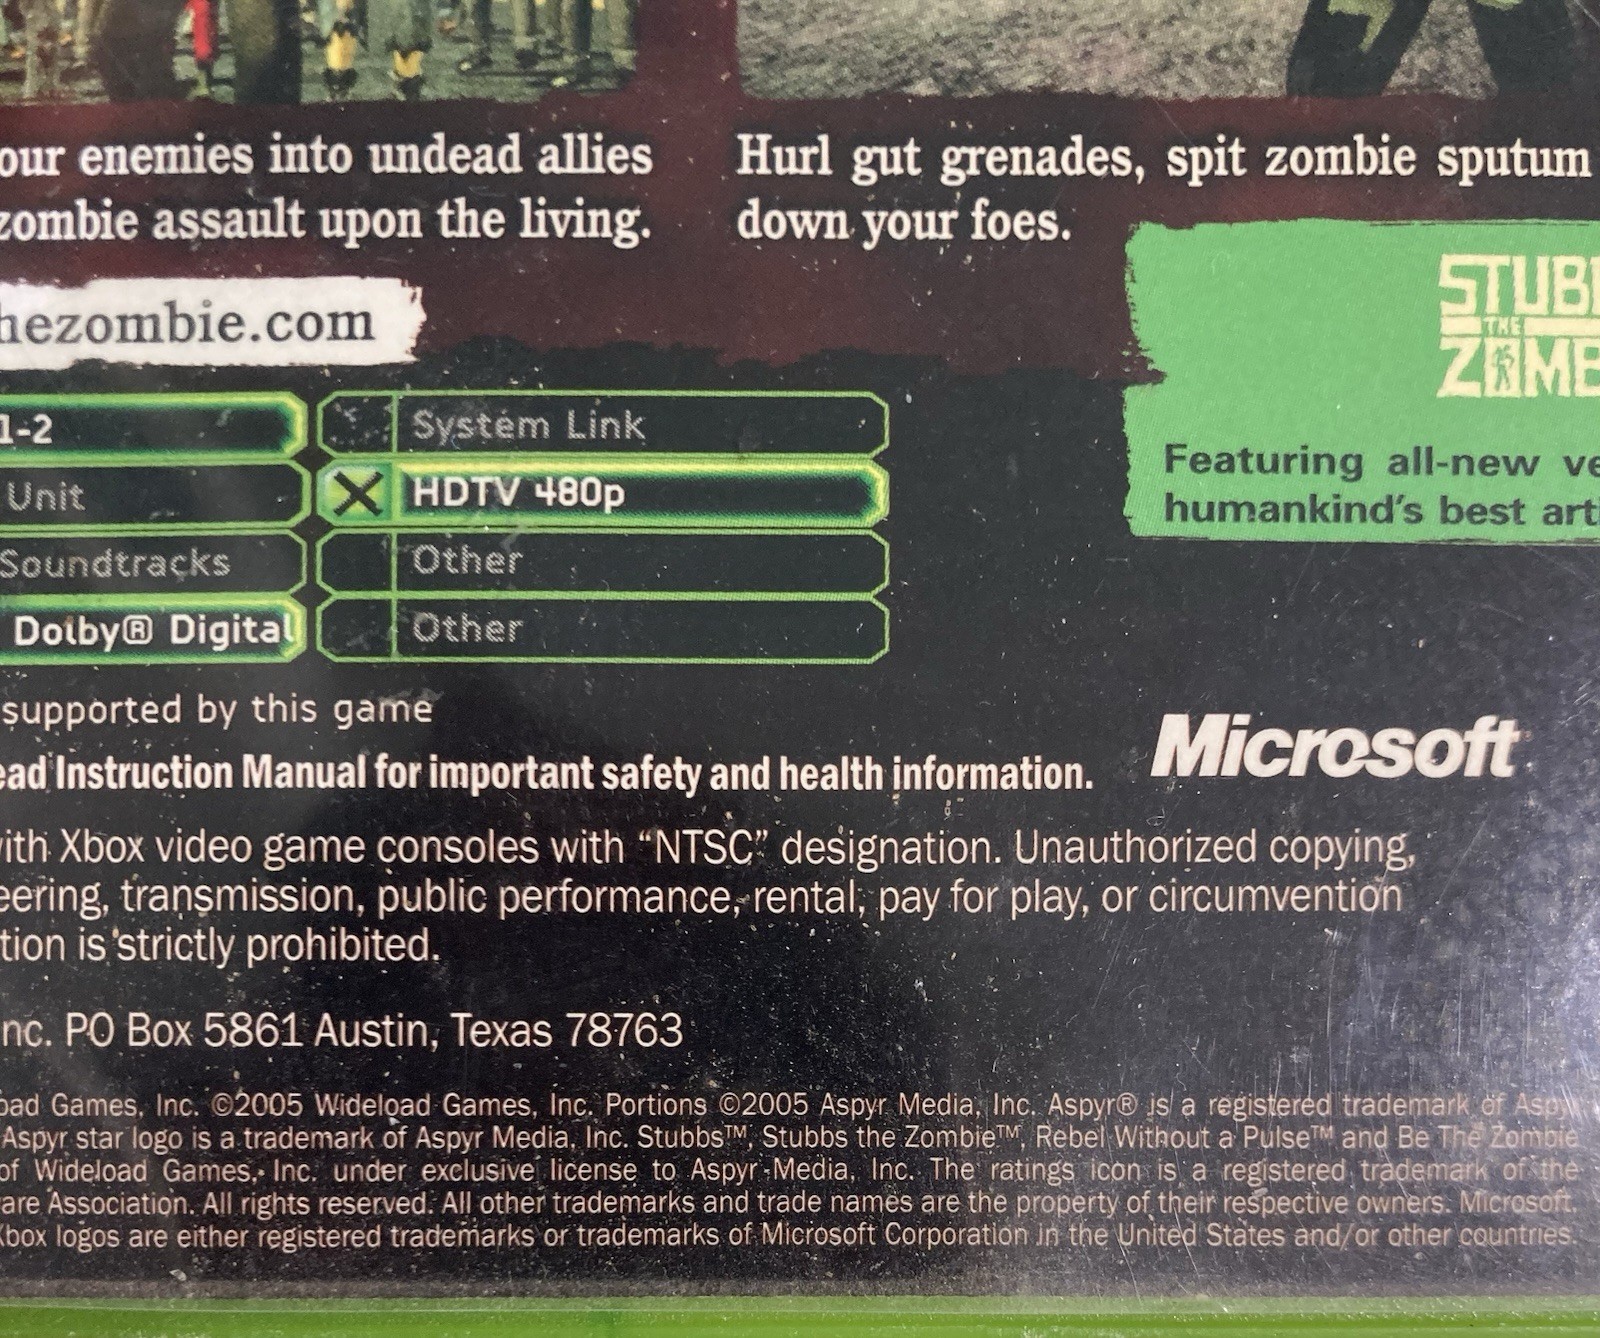 our enemies into undead allies
zombie assault upon the living.
Hurl gut grenades, spit zombie sputum
down your foes.
hezombie.com
STUBB
THE
ZOMB
Featuring all-new ve
humankind's best arti
1-2
System Link
Unit
HDTV 480p
Soundtracks
Other
Dolby® Digital
Other
supported by this game
ead Instruction Manual for important safety and health information.
Microsoft
with Xbox video game consoles with “NTSC” designation. Unauthorized copying,
eering, transmission, public performance, rental, pay for play, or circumvention
tion is strictly prohibited.
nc. PO Box 5861 Austin, Texas 78763
oad Games, Inc. ©2005 Wideload Games, Inc. Portions ©2005 Aspyr Media, Inc. Aspyr® is a registered trademark of Aspy
Aspyr star logo is a trademark of Aspyr Media, Inc. Stubbs™, Stubbs the Zombie™, Rebel Without a Pulse™ and Be The Zombie
of Wideload Games, Inc. under exclusive license to Aspyr Media, Inc. The ratings icon is a registered trademark of the
are Association. All rights reserved. All other trademarks and trade names are the property of their respective owners. Microsoft,
Xbox logos are either registered trademarks or trademarks of Microsoft Corporation in the United States and/or other countries.